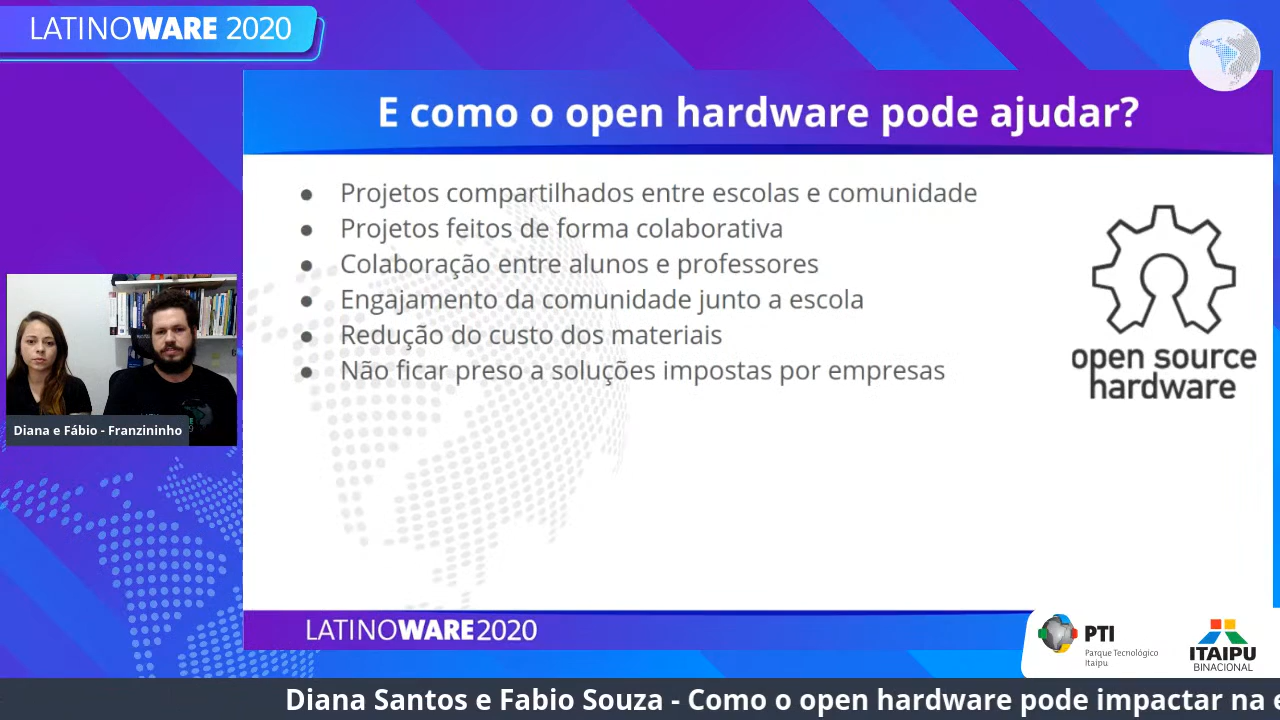 LATINOWARE 2020
E como o open hardware pode ajudar?
● Projetos compartilhados entre escolas e comunidade
● Projetos feitos de forma colaborativa
● Colaboração entre alunos e professores
● Engajamento da comunidade junto a escola
● Redução do custo dos materiais
● Não ficar preso a soluções impostas por empresas
open source
hardware
Diana e Fábio - Franzininho
LATINOWARE2020
PTI
Parque Tecnológico
Itaipu
ITAIPU
BINACIONAL
Diana Santos e Fabio Souza - Como o open hardware pode impactar na e